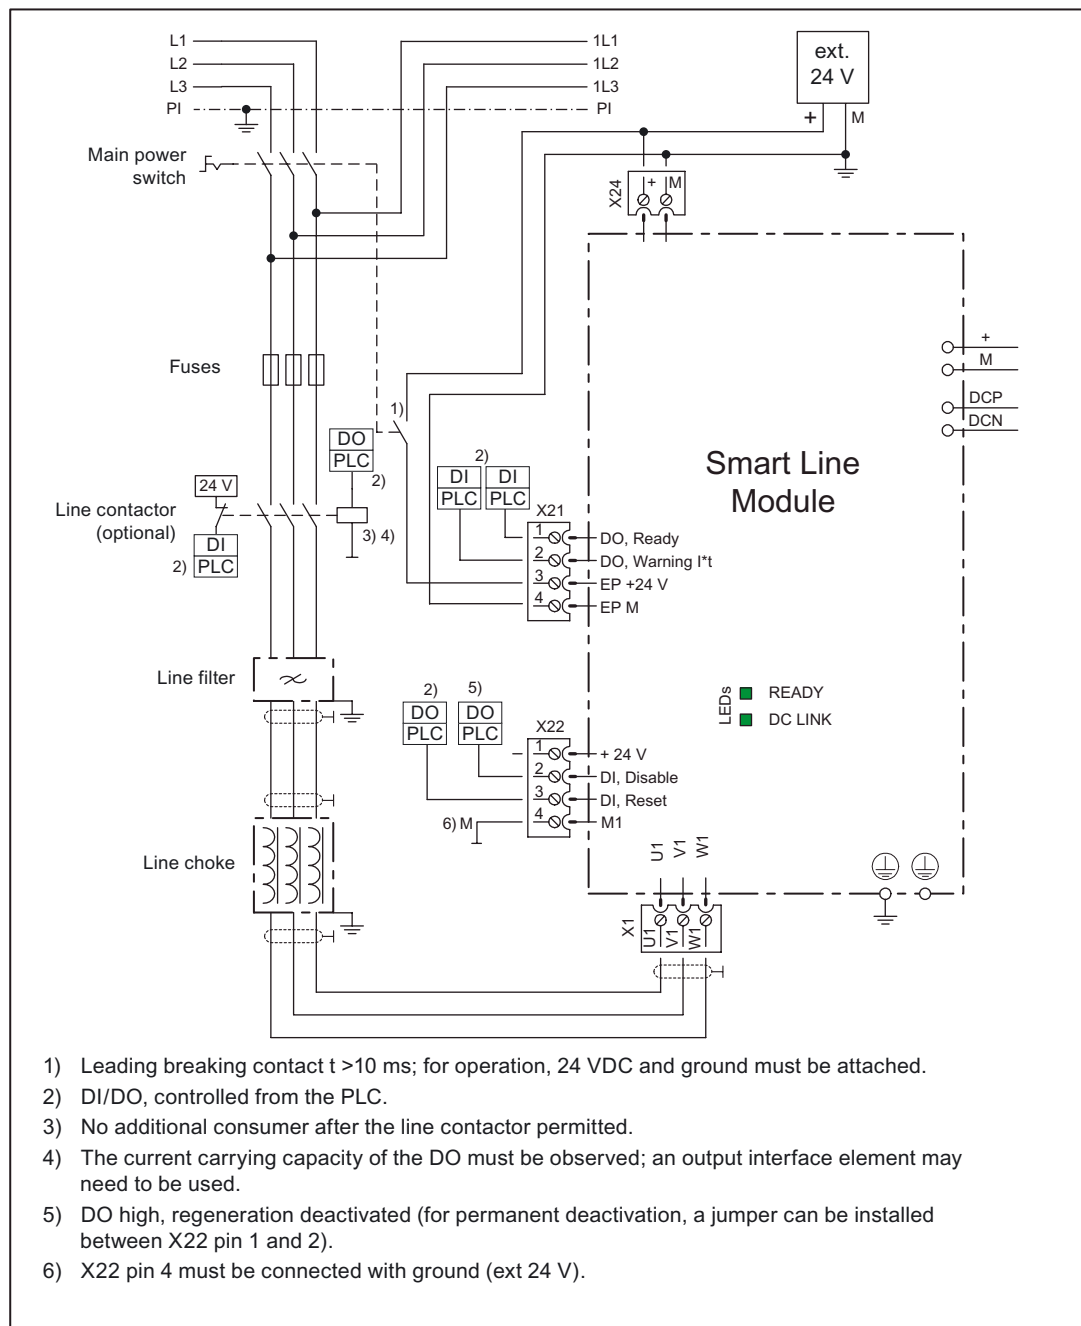 L1
1L1
L2
1L2
L3
1L3
PI
PI
ext.
24 V
+
M
Main power
switch
X24
+
M
Fuses
+
M
DCP
DCN
1)
DO
PLC
2)
2)
DI
PLC
DI
PLC
Smart Line
Module
24 V
Line contactor
(optional)
DI
2) PLC
3) 4)
X21
1
DO, Ready
2
DO, Warning I*t
3
EP +24 V
4
EP M
Line filter
LEDs
READY
DC LINK
2)
5)
DO
PLC
DO
PLC
X22
1
+ 24 V
2
DI, Disable
3
DI, Reset
4
M1
6) M
Line choke
U1
V1
W1
X1
U1
V1
W1
1) Leading breaking contact t >10 ms; for operation, 24 VDC and ground must be attached.
2) DI/DO, controlled from the PLC.
3) No additional consumer after the line contactor permitted.
4) The current carrying capacity of the DO must be observed; an output interface element may
need to be used.
5) DO high, regeneration deactivated (for permanent deactivation, a jumper can be installed
between X22 pin 1 and 2).
6) X22 pin 4 must be connected with ground (ext 24 V).